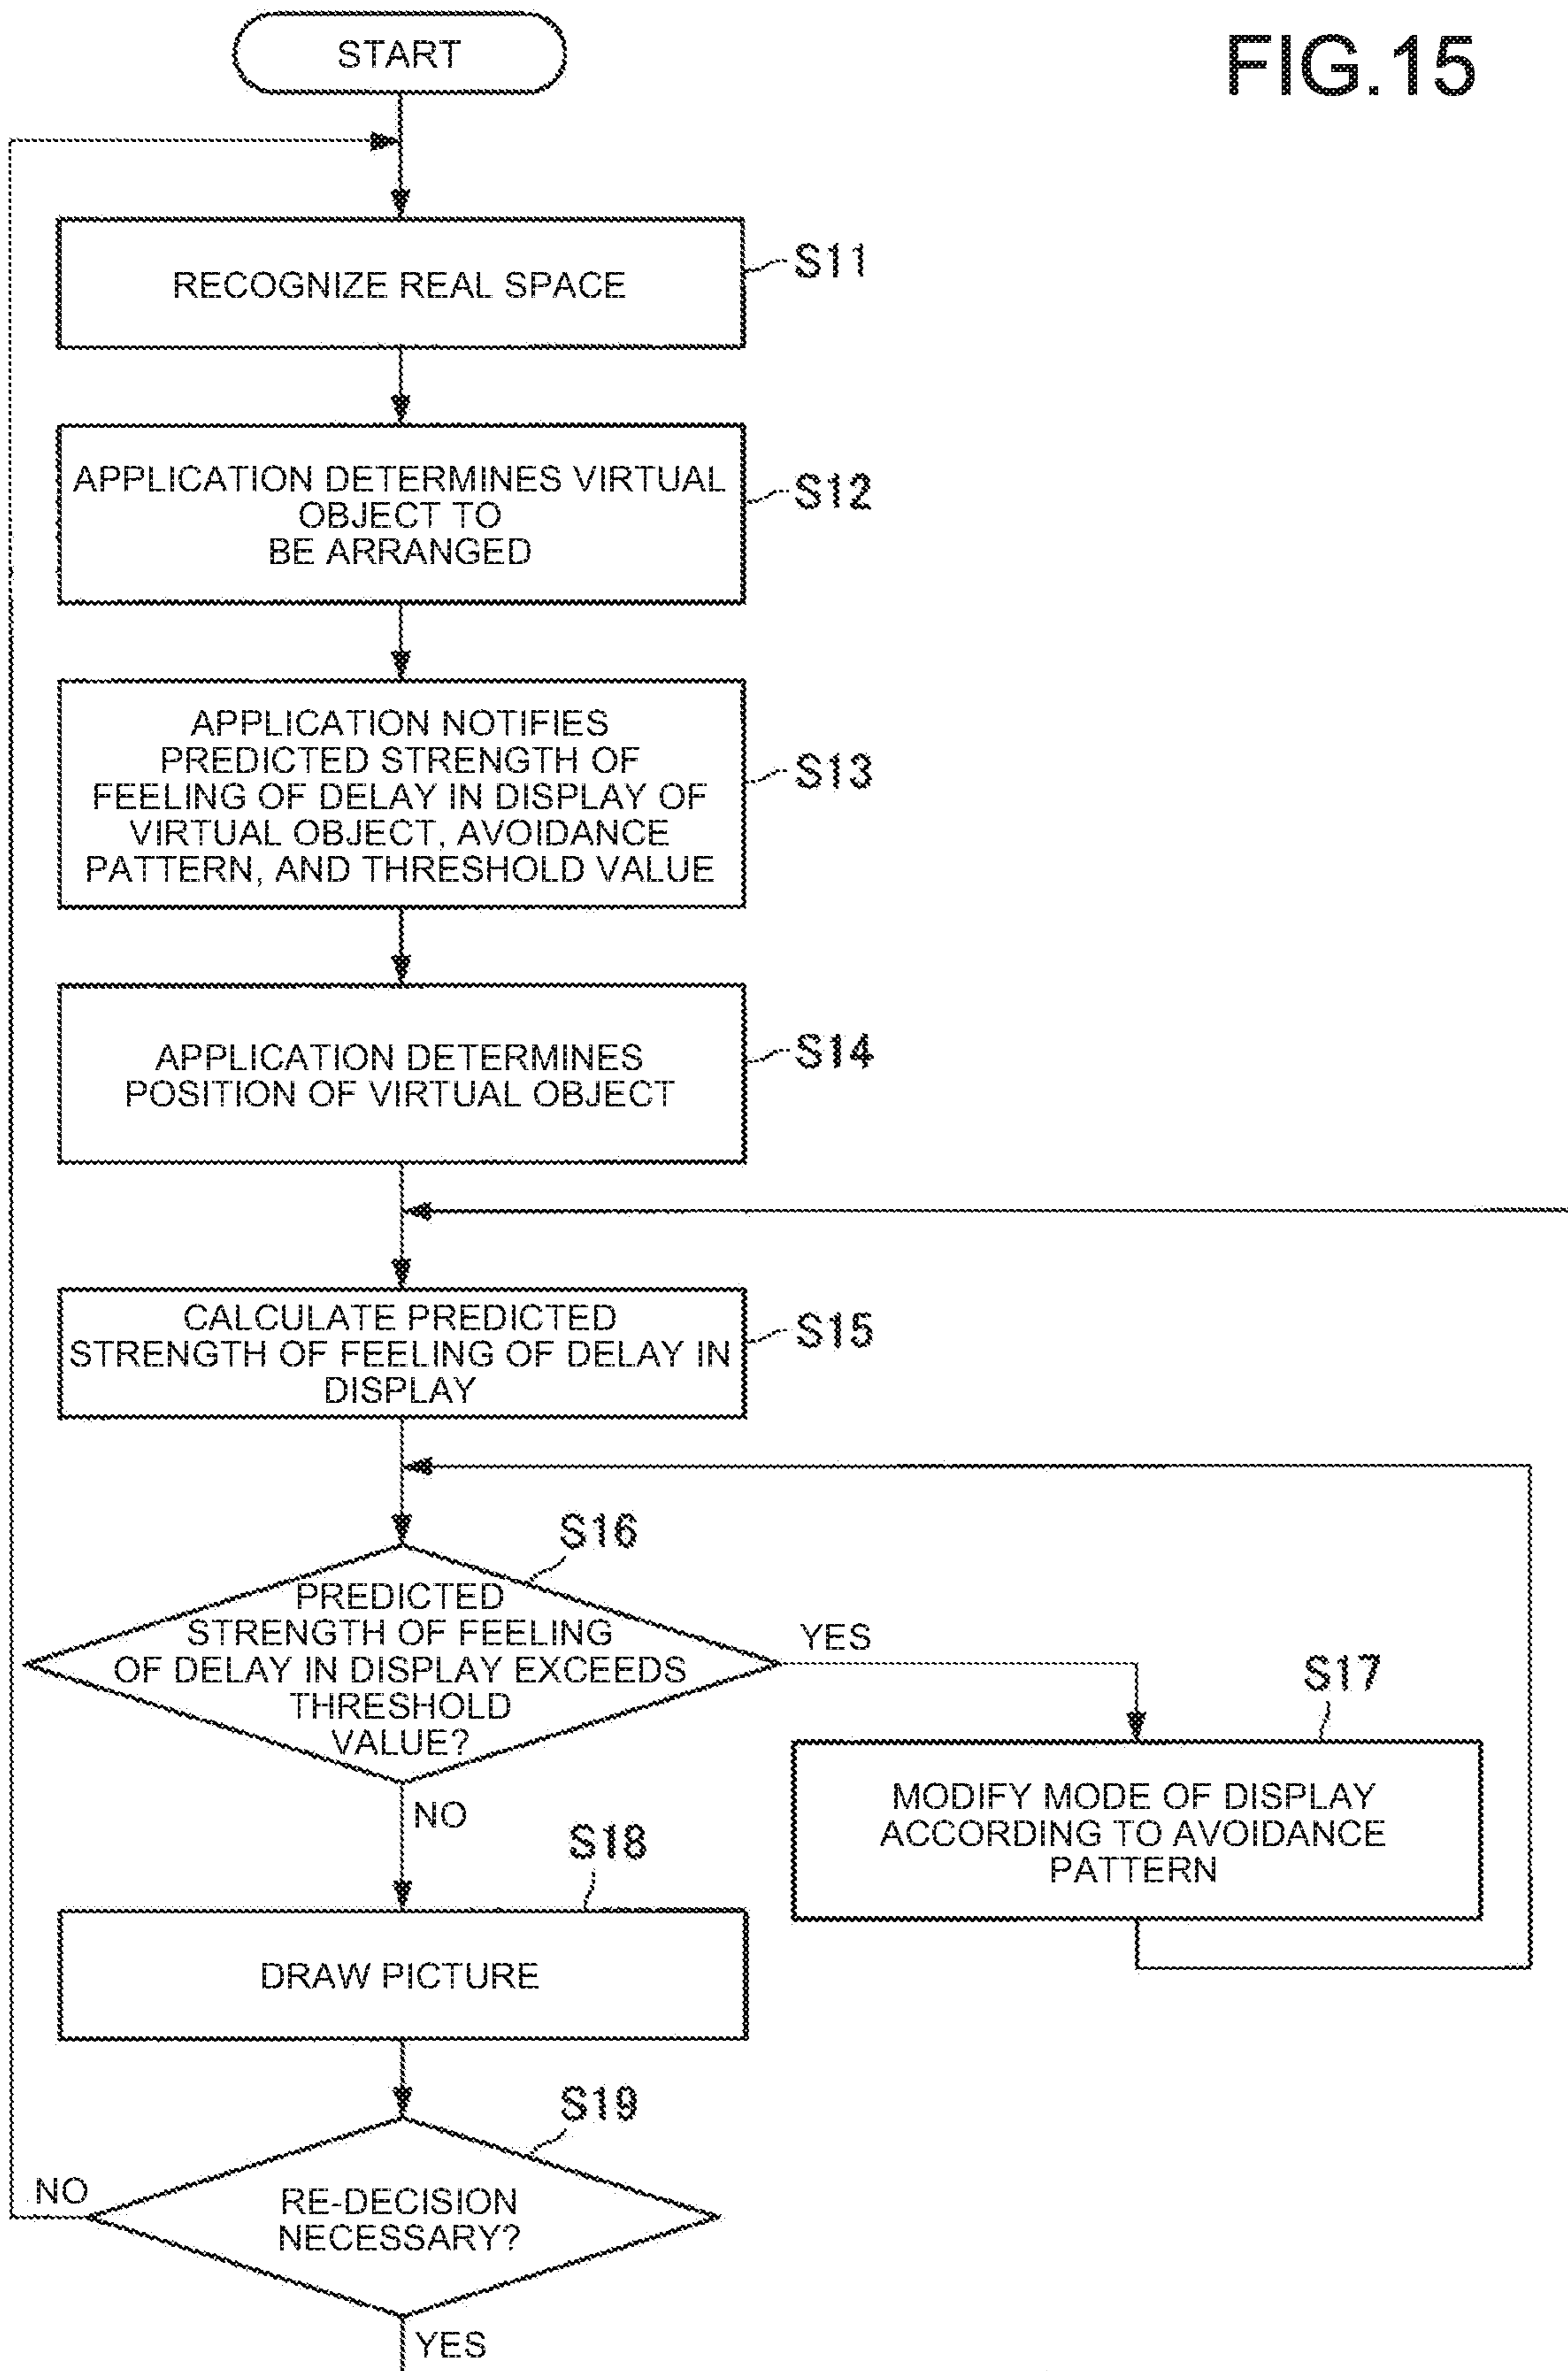 FIG.15
START
RECOGNIZE REAL SPACE
S11
APPLICATION DETERMINES VIRTUAL
OBJECT TO
BE ARRANGED
S12
APPLICATION NOTIFIES
PREDICTED STRENGTH OF
FEELING OF DELAY IN DISPLAY OF
VIRTUAL OBJECT, AVOIDANCE
PATTERN, AND THRESHOLD VALUE
S13
APPLICATION DETERMINES
POSITION OF VIRTUAL OBJECT
S14
CALCULATE PREDICTED
STRENGTH OF FEELING OF DELAY IN
DISPLAY
S15
S16
PREDICTED
STRENGTH OF FEELING
OF DELAY IN DISPLAY EXCEEDS
THRESHOLD
VALUE?
YES
S17
MODIFY MODE OF DISPLAY
ACCORDING TO AVOIDANCE
PATTERN
NO
S18
DRAW PICTURE
S19
RE-DECISION
NECESSARY?
NO
YES